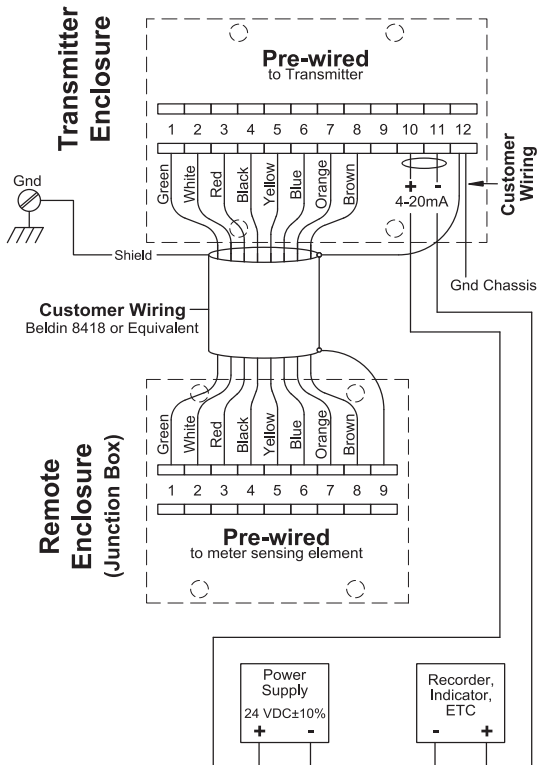 Transmitter
Enclosure
Pre-wired
to Transmitter
1 2 3 4 5 6 7 8 9 10 11 12
Green
White
Red
Black
Yellow
Blue
Orange
Brown
+ -
4-20mA
Customer
Wiring
Gnd
Shield
Gnd Chassis
Customer Wiring
Beldin 8418 or Equivalent
Remote
Enclosure
(Junction Box)
Green
White
Red
Black
Yellow
Blue
Orange
Brown
1 2 3 4 5 6 7 8 9
Pre-wired
to meter sensing element
Power
Supply
24 VDC±10%
+ -
Recorder,
Indicator,
ETC
- +